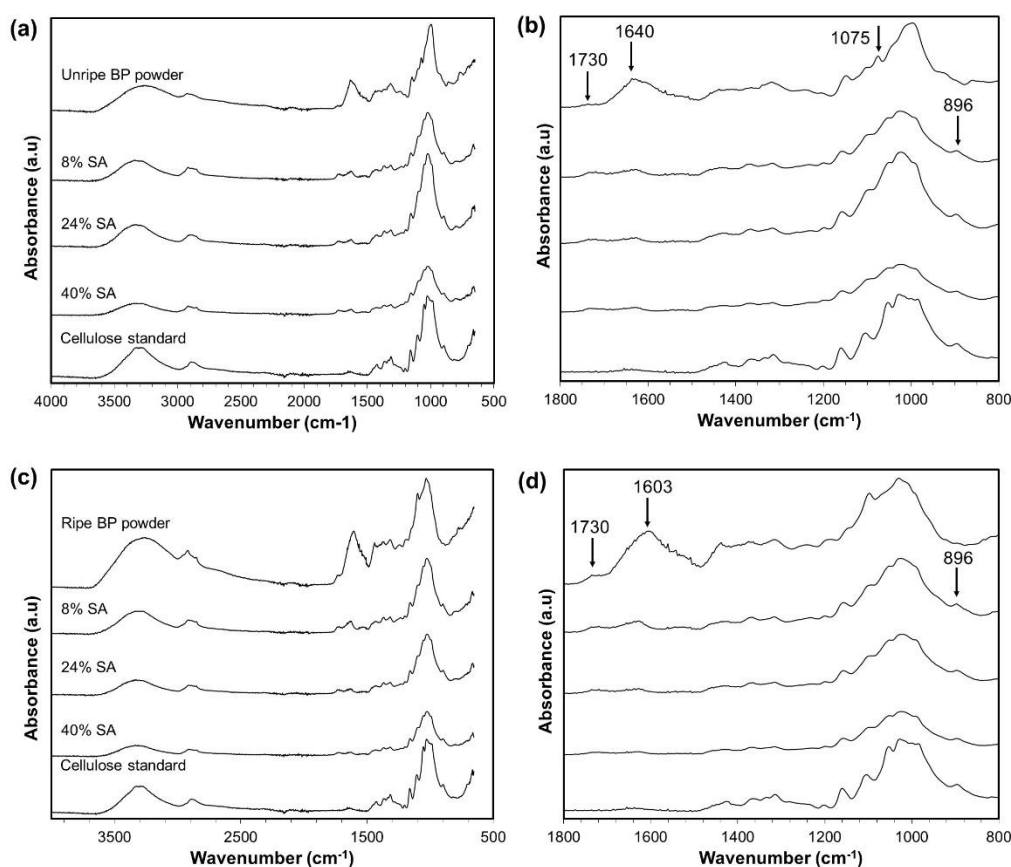 (a)
Unripe BP powder
8% SA
24% SA
40% SA
Cellulose standard
Absorbance (a.u)
4000 3500 3000 2500 2000 1500 1000 500
Wavenumber (cm-1)
(b)
1730
1640
1075
896
Absorbance (a.u)
1800 1600 1400 1200 1000 800
Wavenumber (cm⁻¹)
(c)
Ripe BP powder
8% SA
24% SA
40% SA
Cellulose standard
Absorbance (a.u)
3500 2500 1500 500
Wavenumber (cm⁻¹)
(d)
1730
1603
896
Absorbance (a.u)
1800 1600 1400 1200 1000 800
Wavenumber (cm⁻¹)